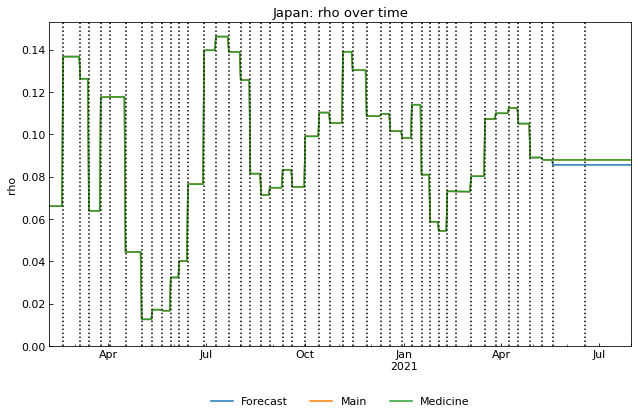 Japan: rho over time
0.14
0.12
0.10
0.08
0.06
0.04
0.02
0.00
rho
Apr Jul Oct Jan Apr Jul
2021
Forecast Main Medicine